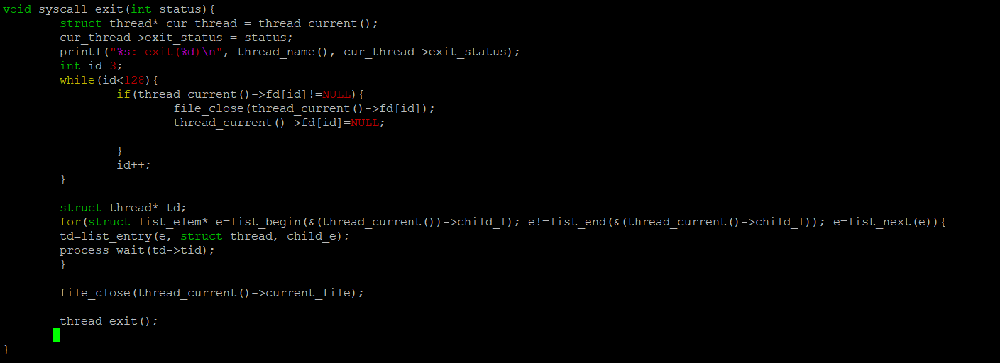 void syscall_exit(int status){
        struct thread* cur_thread = thread_current();
        cur_thread->exit_status = status;
        printf("%s: exit(%d)\n", thread_name(), cur_thread->exit_status);
        int id=3;
        while(id<128){
                if(thread_current()->fd[id]!=NULL){
                        file_close(thread_current()->fd[id]);
                        thread_current()->fd[id]=NULL;
                }
                id++;
        }
        struct thread* td;
        for(struct list_elem* e=list_begin(&(thread_current())->child_l); e!=list_end(&(thread_current()->child_l)); e=list_next(e)){
        td=list_entry(e, struct thread, child_e);
        process_wait(td->tid);
        }
        file_close(thread_current()->current_file);
        thread_exit();
}